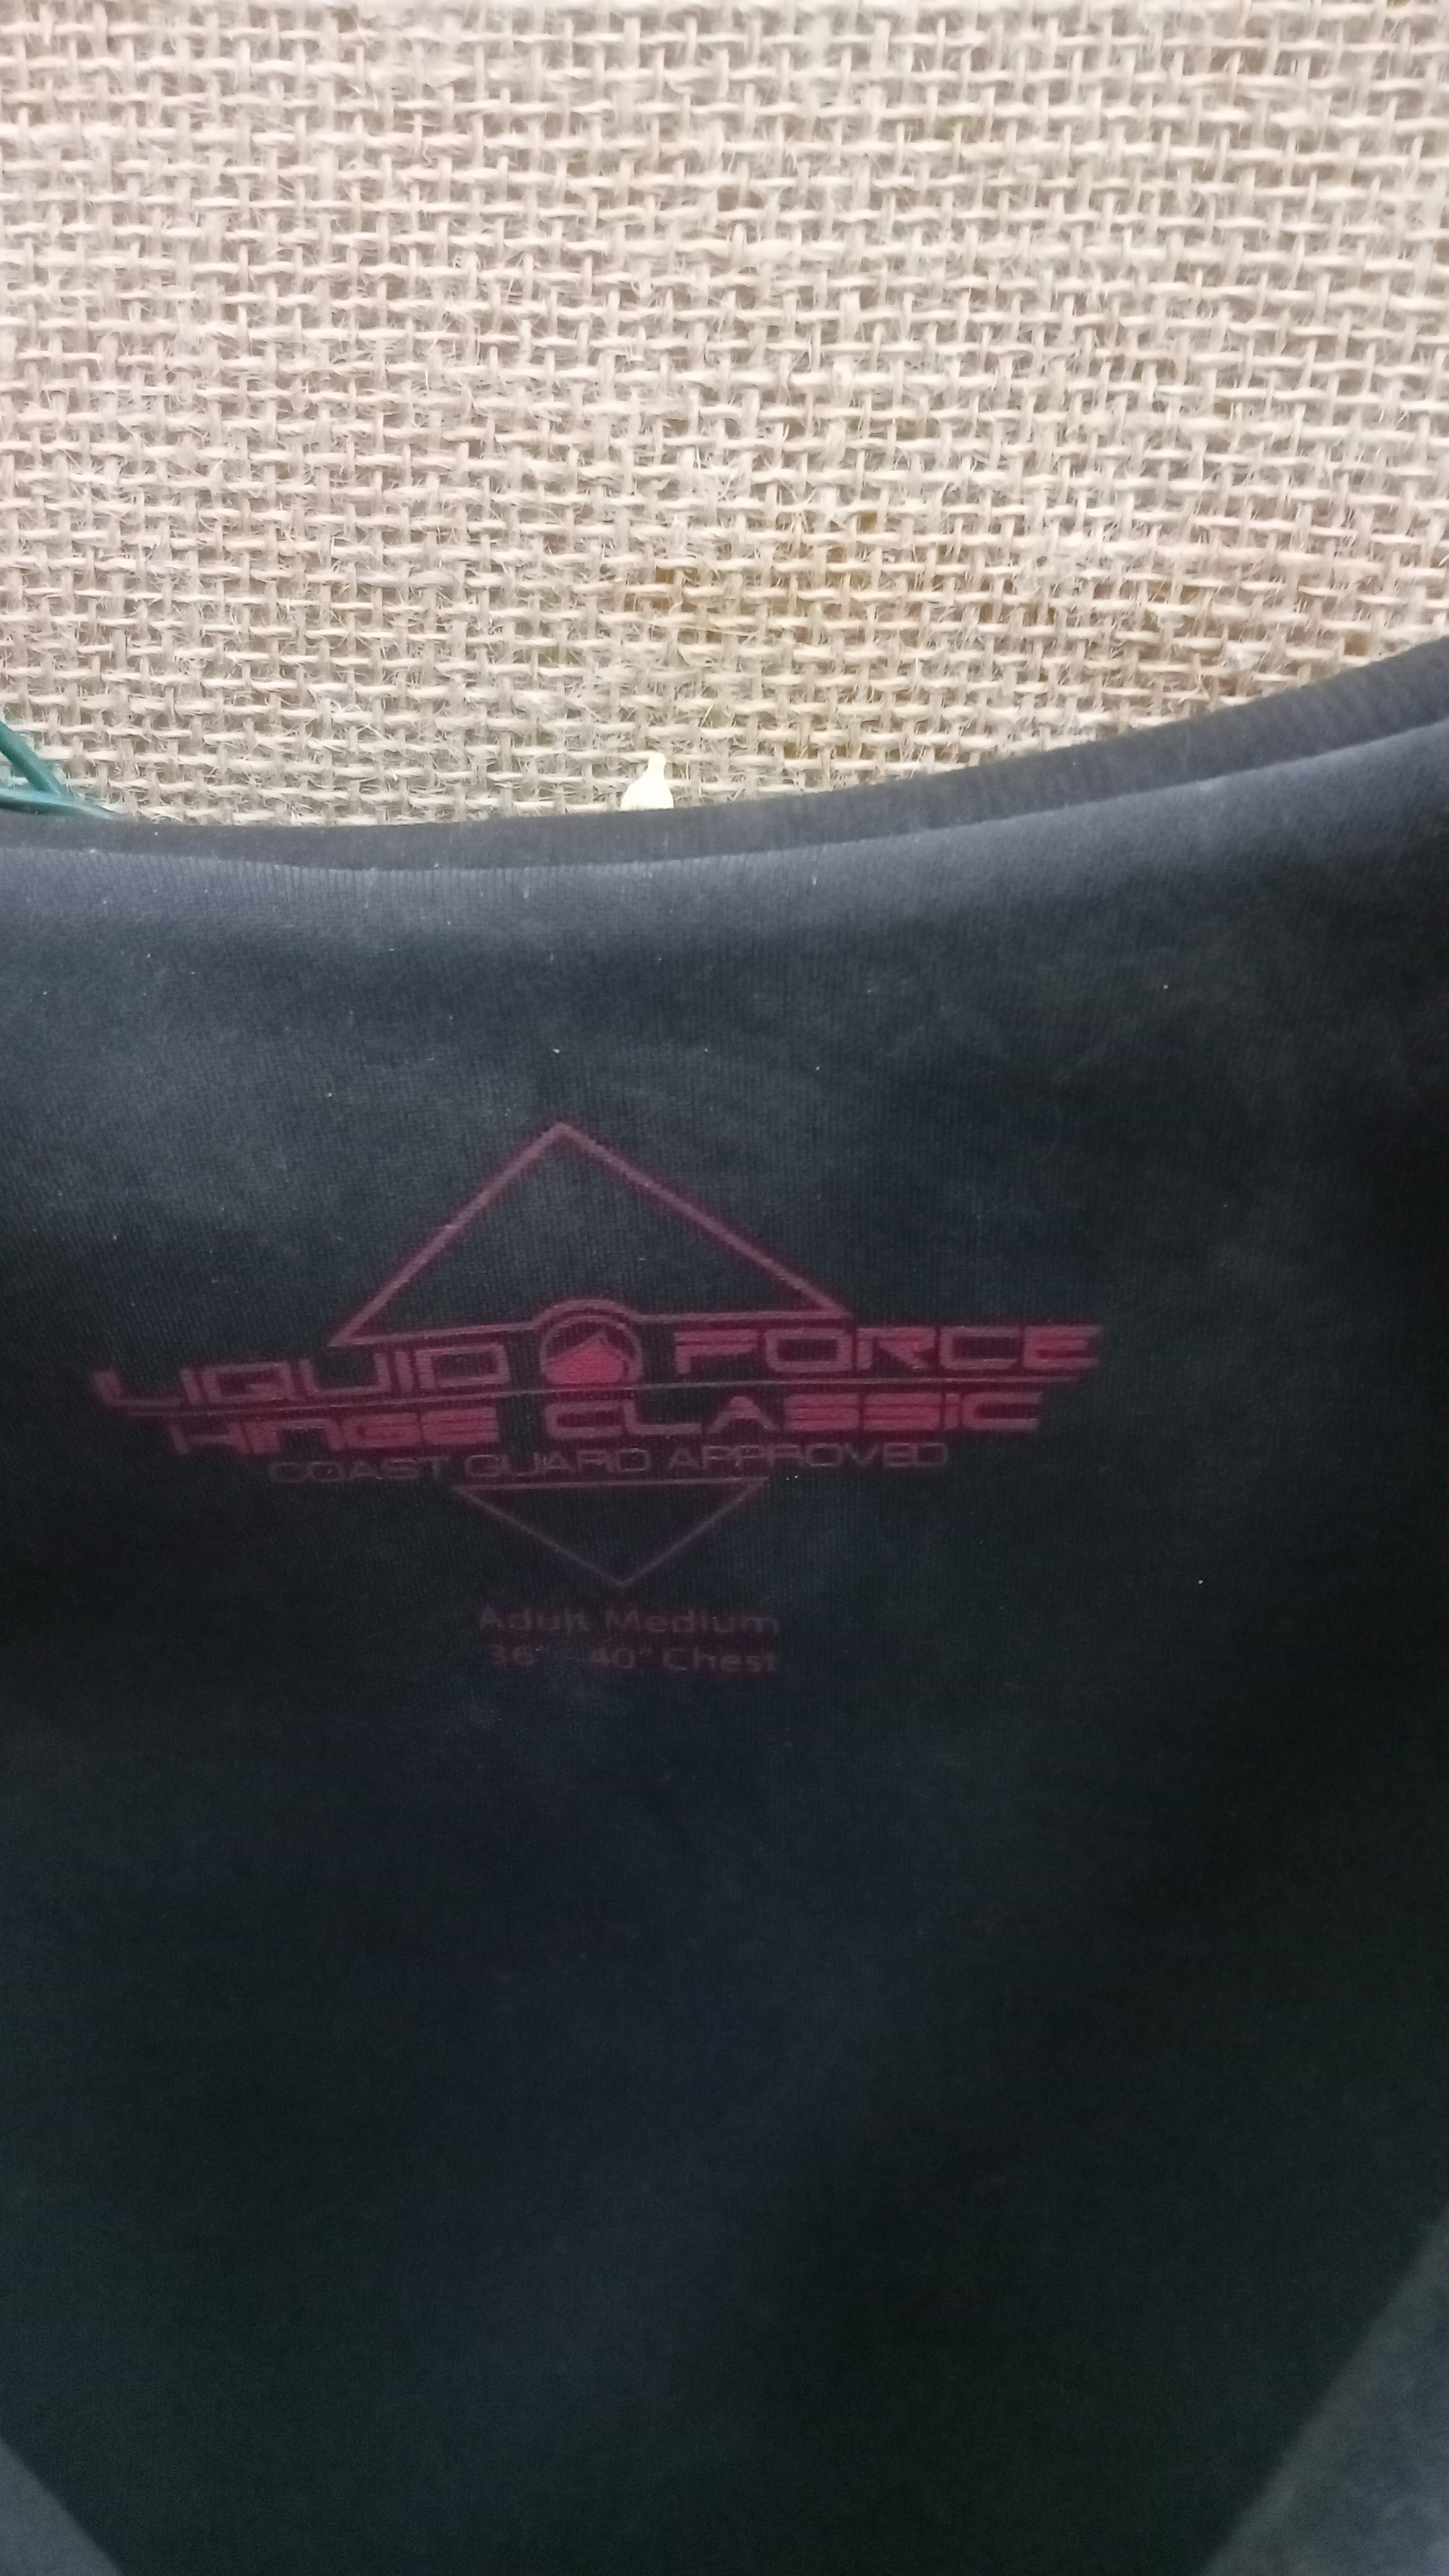 LIQUID FORCE
HINGE CLASSIC
COAST GUARD APPROVED
Adult Medium
36" - 40" Chest